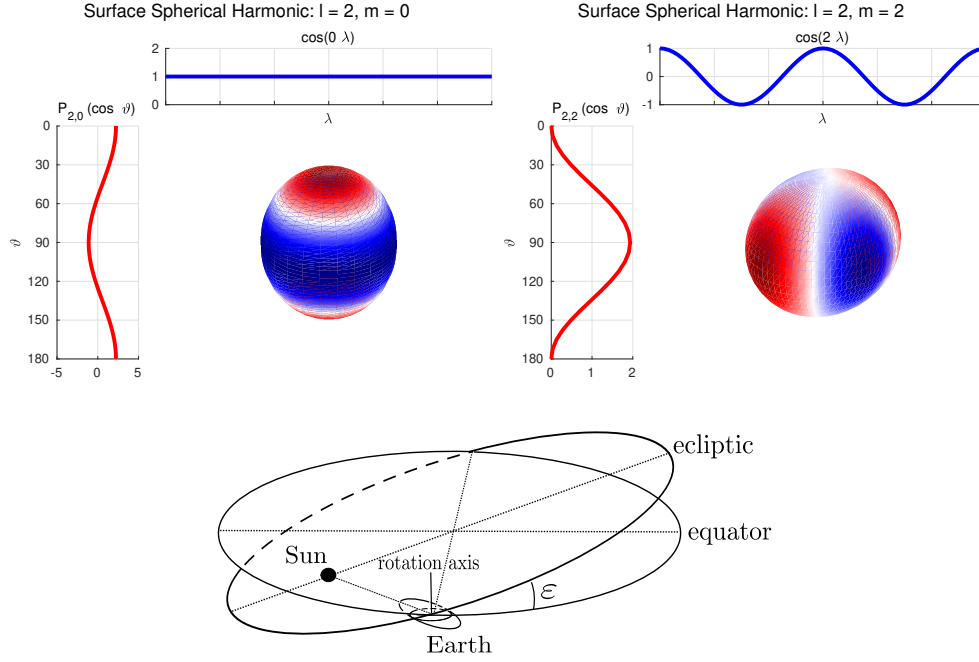 Surface Spherical Harmonic: l = 2, m = 0
cos(0 λ)
2
1
0
λ
P2,0 (cos ϑ)
0
30
60
90
120
150
180
ϑ
-5 0 5
Surface Spherical Harmonic: l = 2, m = 2
cos(2 λ)
1
0
-1
λ
P2,2 (cos ϑ)
0
30
60
90
120
150
180
ϑ
0 1 2
ecliptic
equator
Sun
rotation axis
ε
Earth